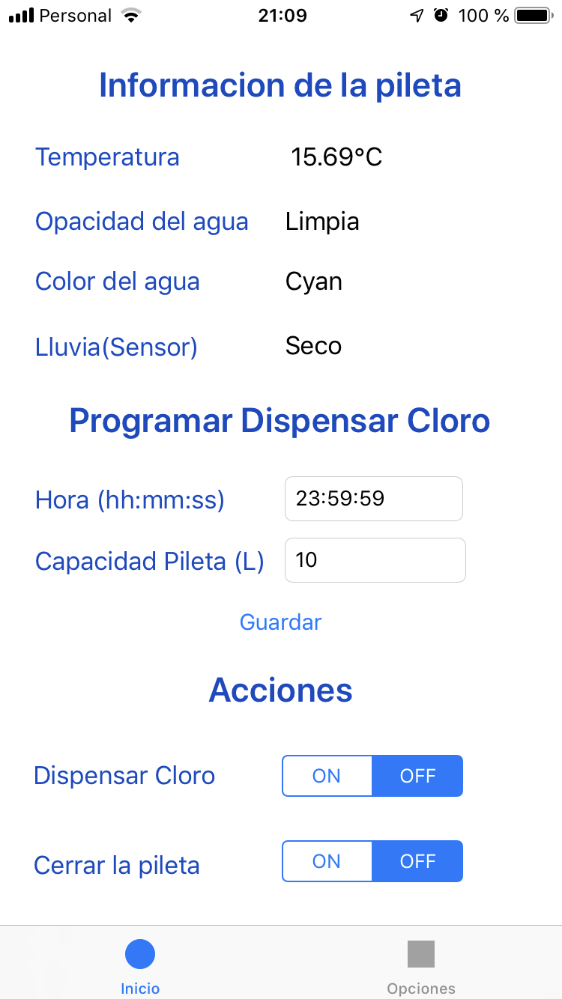 Personal 21:09 100 %
Informacion de la pileta
Temperatura 15.69°C
Opacidad del agua Limpia
Color del agua Cyan
Lluvia(Sensor) Seco
Programar Dispensar Cloro
Hora (hh:mm:ss) 23:59:59
Capacidad Pileta (L) 10
Guardar
Acciones
Dispensar Cloro ON OFF
Cerrar la pileta ON OFF
Inicio Opciones